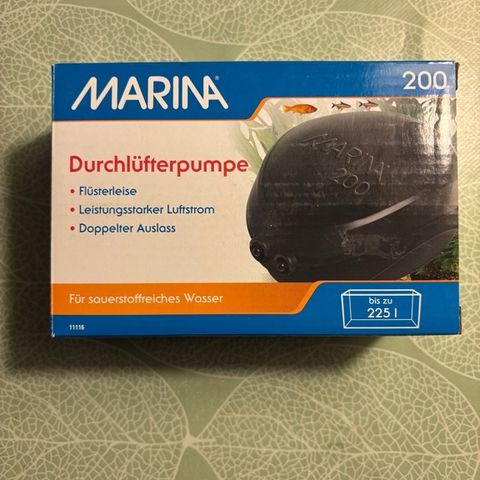 MARINA®
200
Durchlüfterpumpe
• Flüsterleise
• Leistungsstarker Luftstrom
• Doppelter Auslass
MARINA
200
Für sauerstoffreiches Wasser
bis zu
225 l
11116